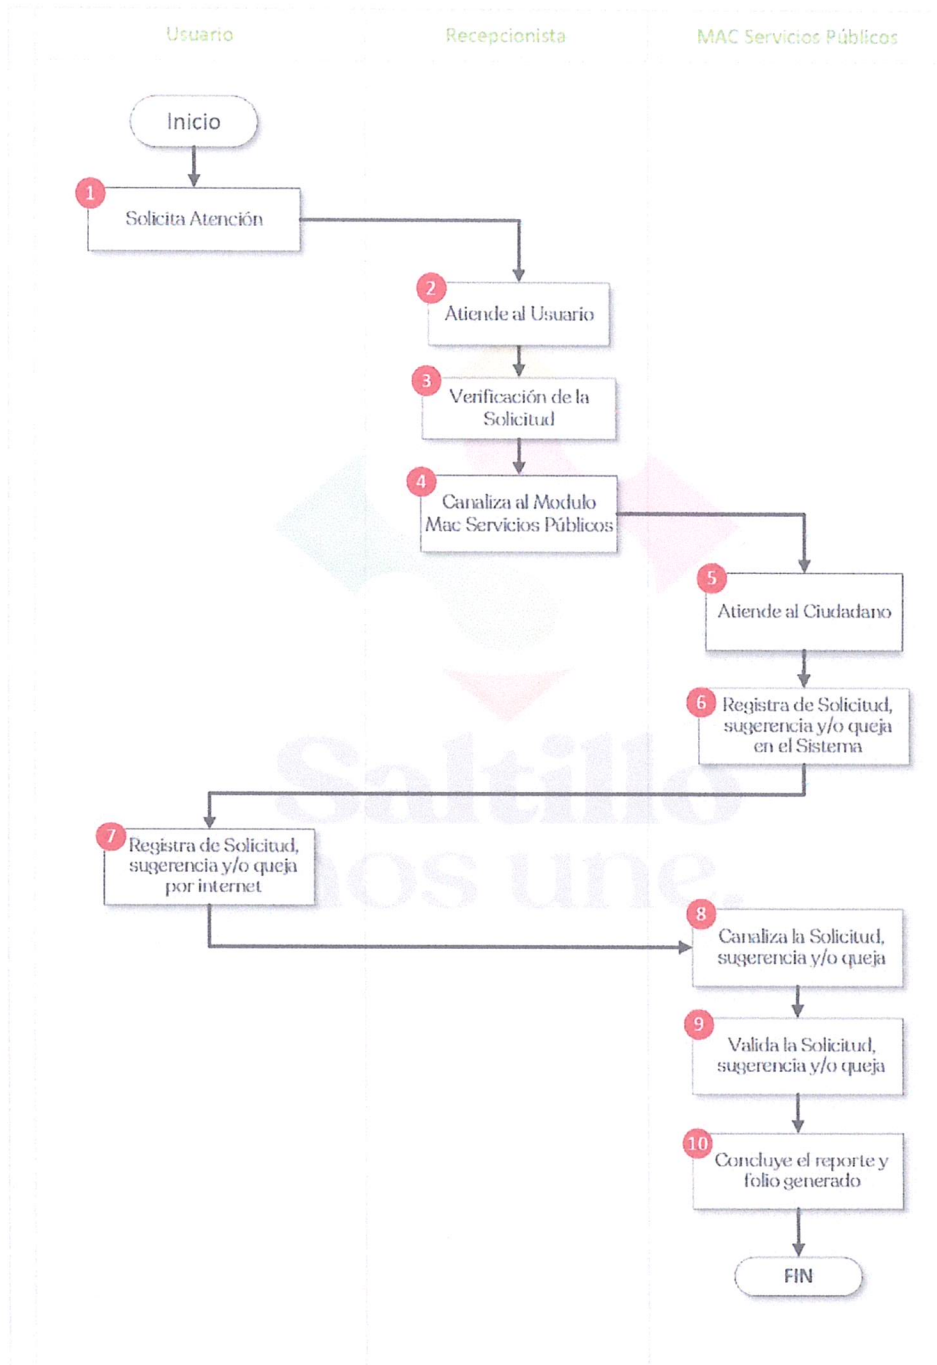 Usuario
Recepcionista
MAC Servicios Públicos
Inicio
1
Solicita Atención
2
Atiende al Usuario
3
Verificación de la
Solicitud
4
Canaliza al Modulo
Mac Servicios Públicos
5
Atiende al Ciudadano
6
Registra de Solicitud,
sugerencia y/o queja
en el Sistema
7
Registra de Solicitud,
sugerencia y/o queja
por internet
8
Canaliza la Solicitud,
sugerencia y/o queja
9
Valida la Solicitud,
sugerencia y/o queja
10
Concluye el reporte y
folio generado
FIN
Saltillo
nos une.